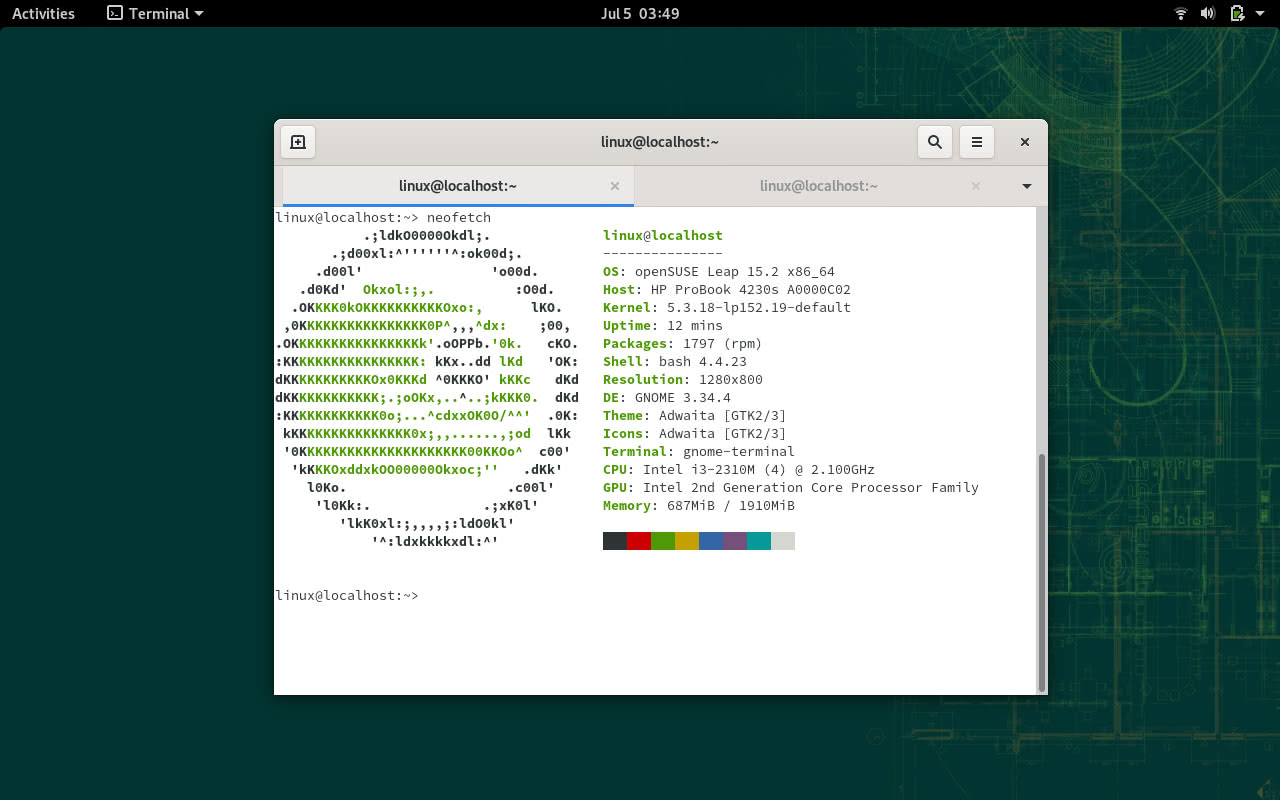 Activities Terminal Jul 5 03:49
linux@localhost:~
linux@localhost:~ linux@localhost:~
linux@localhost:~> neofetch
.;ldkO0000Okdl;. linux@localhost
.;d00xl:^''''''^:ok00d;. ---------------
.d00l' 'o00d. OS: openSUSE Leap 15.2 x86_64
.d0Kd' Okxol:;,. :O0d. Host: HP ProBook 4230s A0000C02
.OKKKK0kOKKKKKKKKKKOxo:, lKO. Kernel: 5.3.18-lp152.19-default
,0KKKKKKKKKKKKKKKK0P^,,,^dx: ;00, Uptime: 12 mins
.OKKKKKKKKKKKKKKKKk'.oOPPb.'0k. cKO. Packages: 1797 (rpm)
:KKKKKKKKKKKKKKKKK: kKx..dd lKd 'OK: Shell: bash 4.4.23
dKKKKKKKKKKKOx0KKKd ^0KKKO' kKKc dKd Resolution: 1280x800
dKKKKKKKKKKKK;.;oOKx,..^..;kKKK0. dKd DE: GNOME 3.34.4
:KKKKKKKKKKKK0o;...^cdxxOK0O/^^' .0K: Theme: Adwaita [GTK2/3]
kKKKKKKKKKKKKKKK0x;,,......,;od lKk Icons: Adwaita [GTK2/3]
'0KKKKKKKKKKKKKKKKKKKKK00KKOo^ c00' Terminal: gnome-terminal
'kKKKOxddxkOO00000Okxoc;'' .dKk' CPU: Intel i3-2310M (4) @ 2.100GHz
l0Ko. .c00l' GPU: Intel 2nd Generation Core Processor Family
'l0Kk:. .;xK0l' Memory: 687MiB / 1910MiB
'lkK0xl:;,,,,;:ldO0kl'
'^:ldxkkkkxdl:^'
linux@localhost:~>